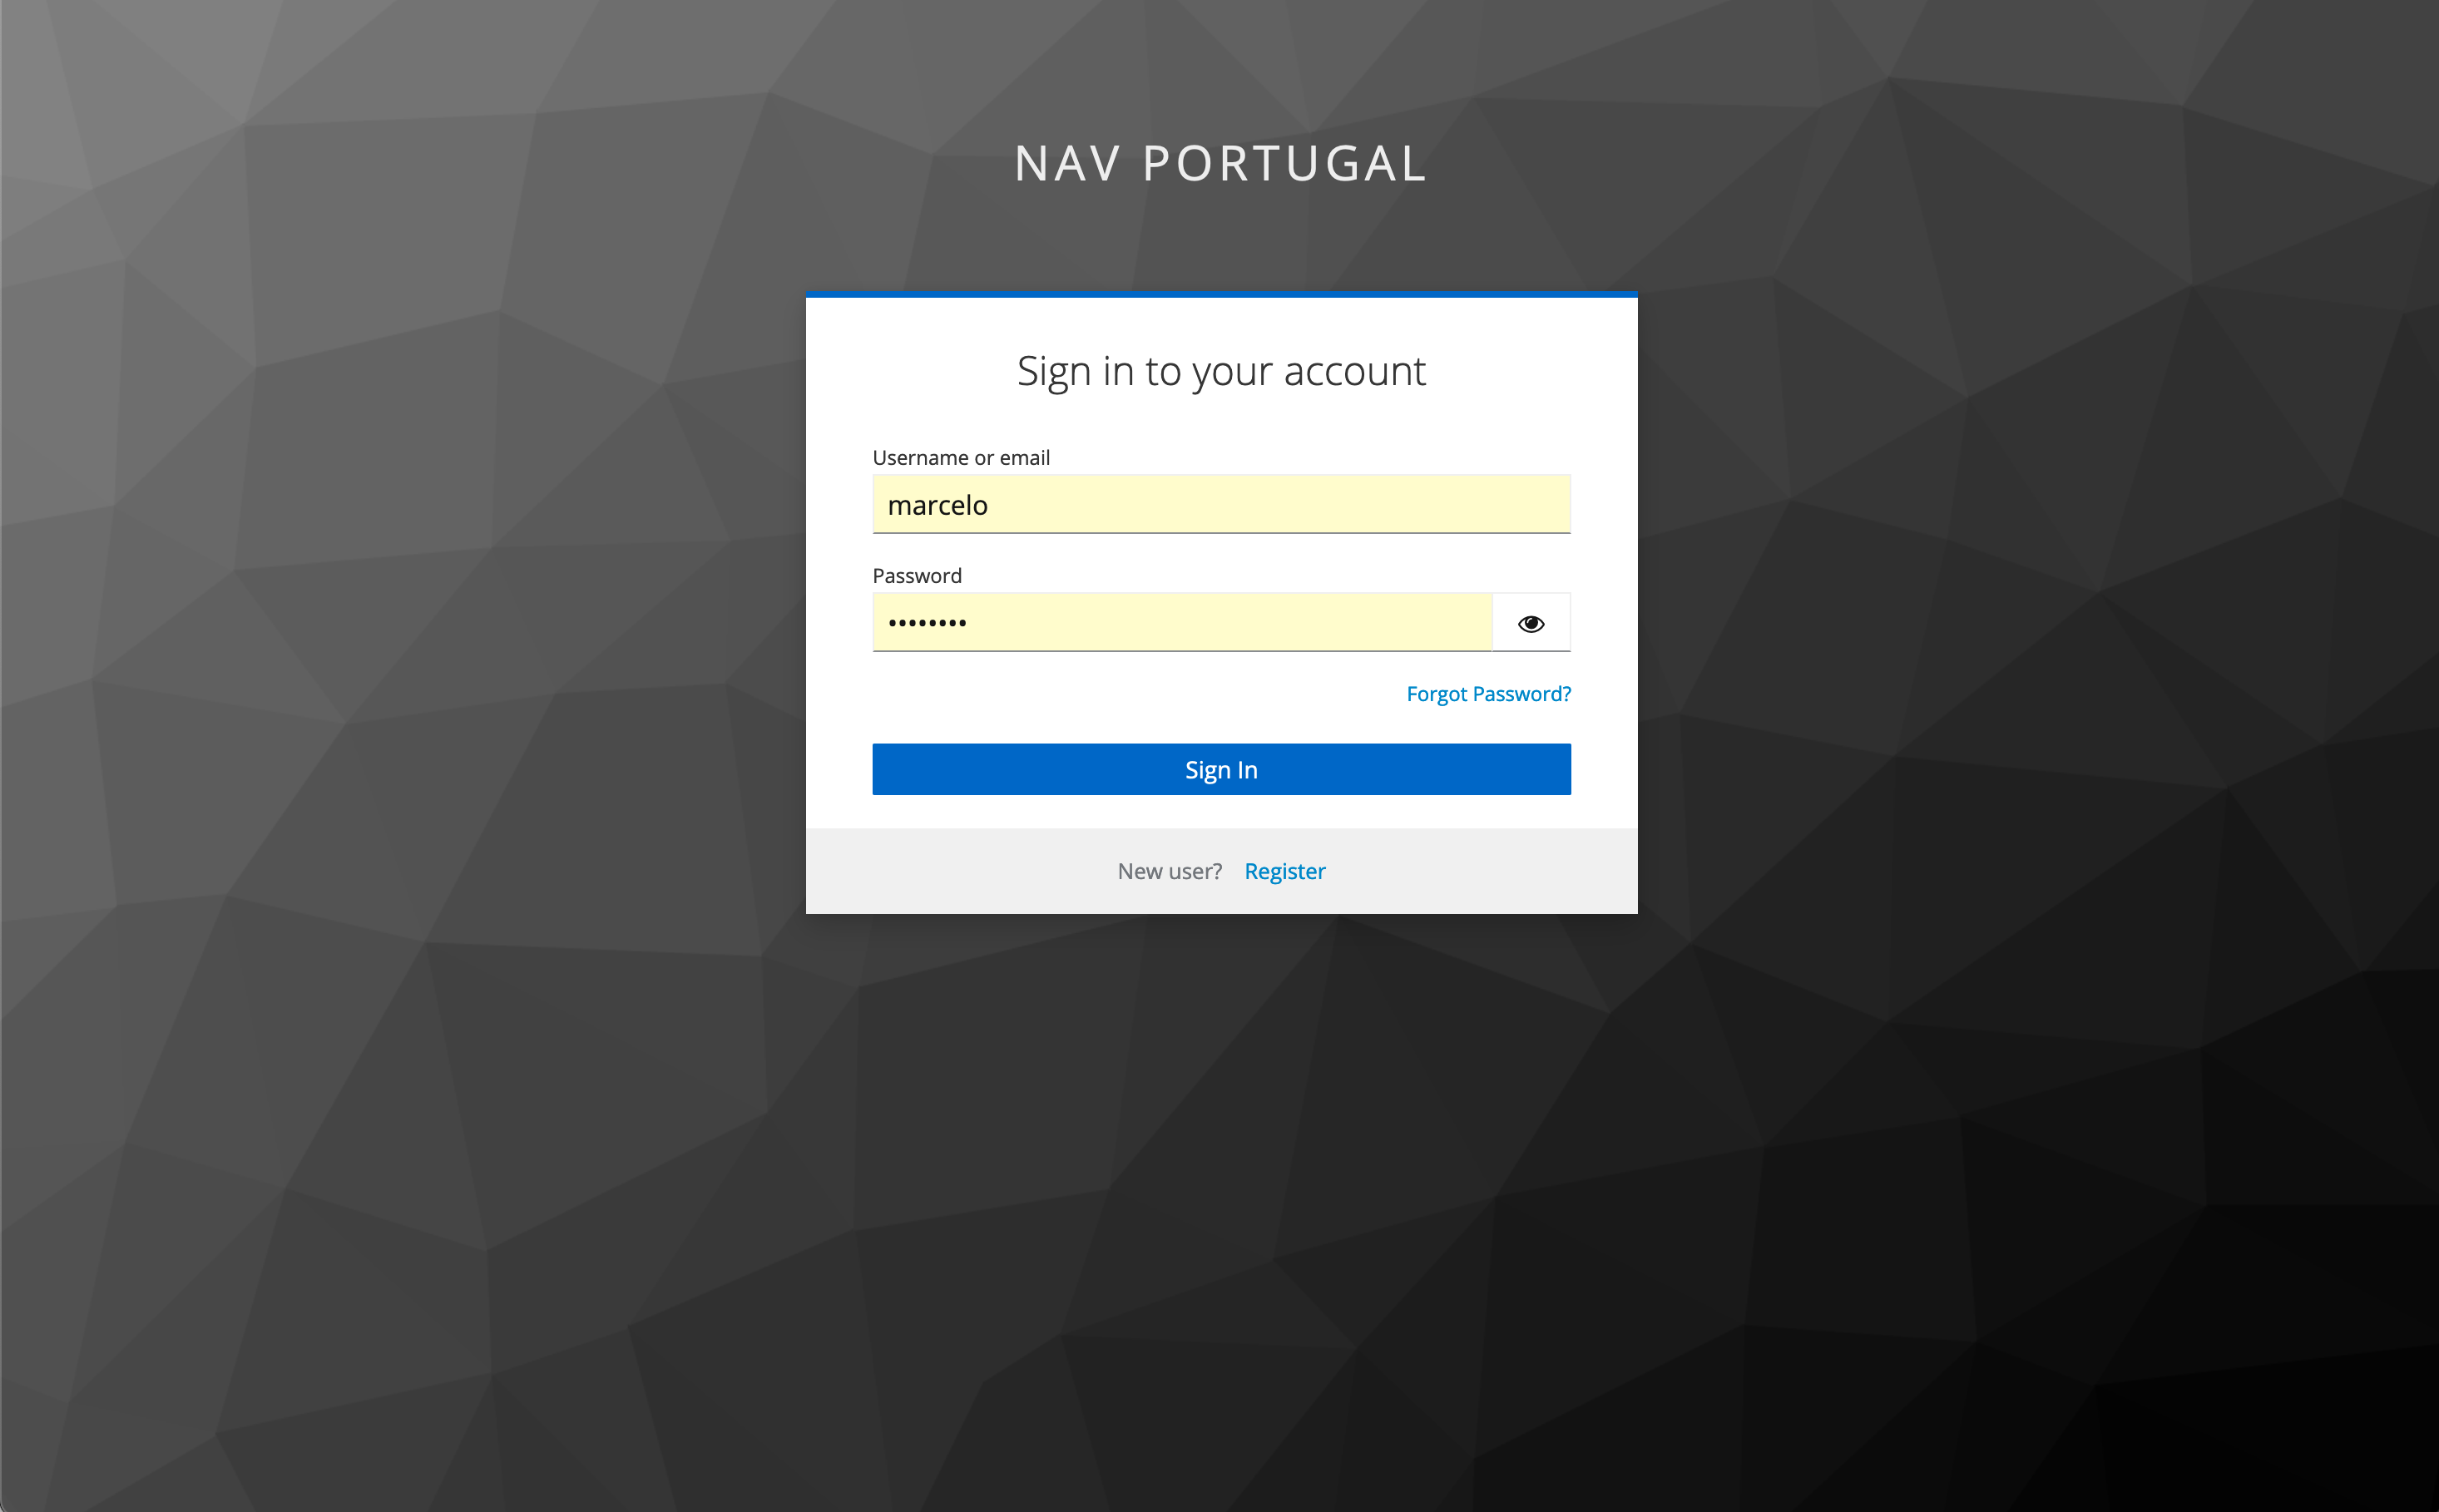 NAV PORTUGAL
Sign in to your account
Username or email
marcelo
Password
••••••••
Forgot Password?
Sign In
New user? Register